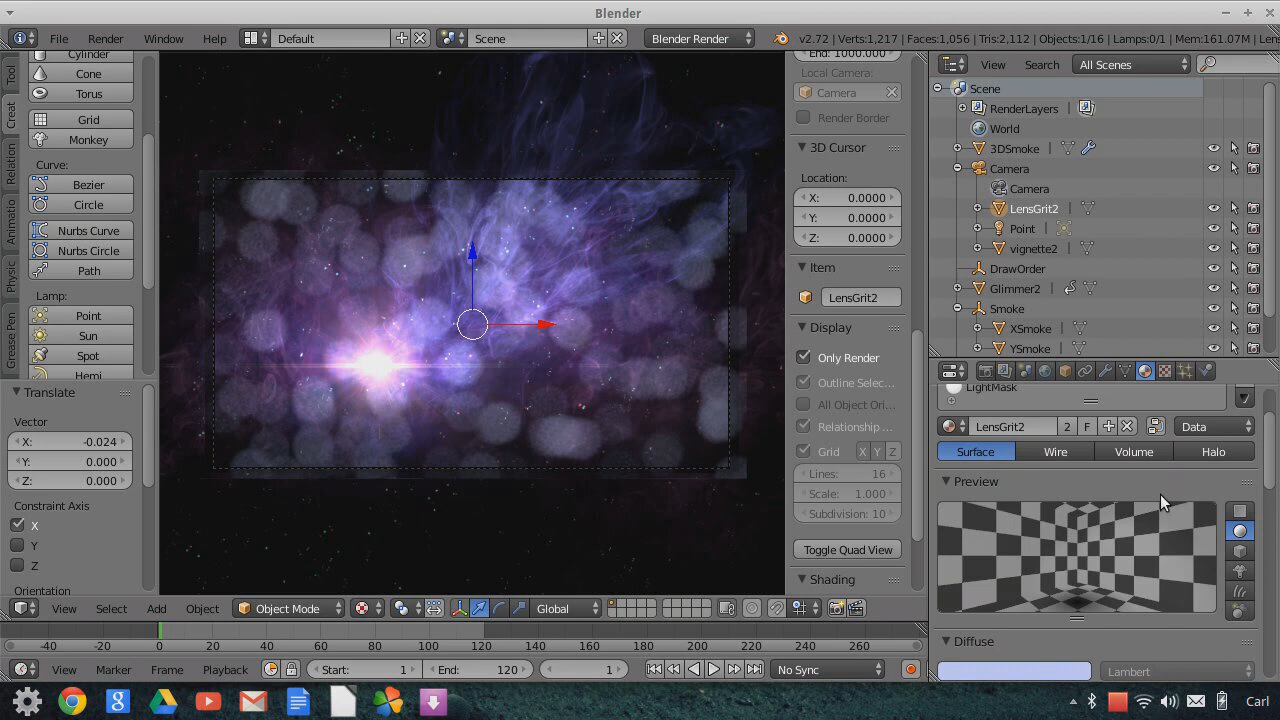 Blender
File
Render
Window
Help
Default
Scene
Blender Render
v2.72 | Verts:1,217 | Faces:1,056 | Tris:2,112 | Objects:1/16 | Lamps:0/1 | Mem:161.07M | Len
Tool
Creat
Relation
Animatio
Physic
Grease Pen
Cylinder
Cone
Torus
Grid
Monkey
Curve:
Bezier
Circle
Nurbs Curve
Nurbs Circle
Path
Lamp:
Point
Sun
Spot
Hemi
Translate
Vector
X: -0.024
Y: 0.000
Z: 0.000
Constraint Axis
X
Y
Z
Orientation
End: 1000.000
Local Camera:
Camera
Render Border
3D Cursor
Location:
X: 0.0000
Y: 0.0000
Z: 0.0000
Item
LensGrit2
Display
Only Render
Outline Selec...
All Object Ori...
Relationship ...
Grid X Y Z
Lines: 16
Scale: 1.000
Subdivision: 10
Toggle Quad View
Shading
View
Search
All Scenes
Scene
RenderLayers
World
3DSmoke
Camera
Camera
LensGrit2
Point
vignette2
DrawOrder
Glimmer2
Smoke
XSmoke
YSmoke
LightMask
LensGrit2 2 F
Data
Surface
Wire
Volume
Halo
Preview
Diffuse
Lambert
View
Select
Add
Object
Object Mode
Global
-40 -20 0 20 40 60 80 100 120 140 160 180 200 220 240 260
View
Marker
Frame
Playback
Start: 1
End: 120
1
No Sync
Carl